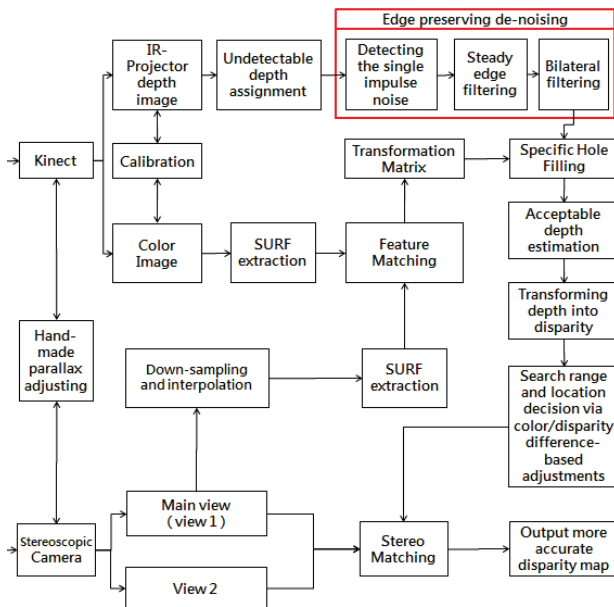 Edge preserving de-noising
IR-
Projector
depth
image
Undetectable
depth
assignment
Detecting
the single
impulse
noise
Steady
edge
filtering
Bilateral
filtering
Kinect
Calibration
Transformation
Matrix
Specific Hole
Filling
Color
Image
SURF
extraction
Feature
Matching
Acceptable
depth
estimation
Transforming
depth into
disparity
Hand-
made
parallax
adjusting
Down-sampling
and interpolation
SURF
extraction
Search range
and location
decision via
color/disparity
difference-
based
adjustments
Stereoscopic
Camera
Main view
(view 1)
View 2
Stereo
Matching
Output more
accurate
disparity map